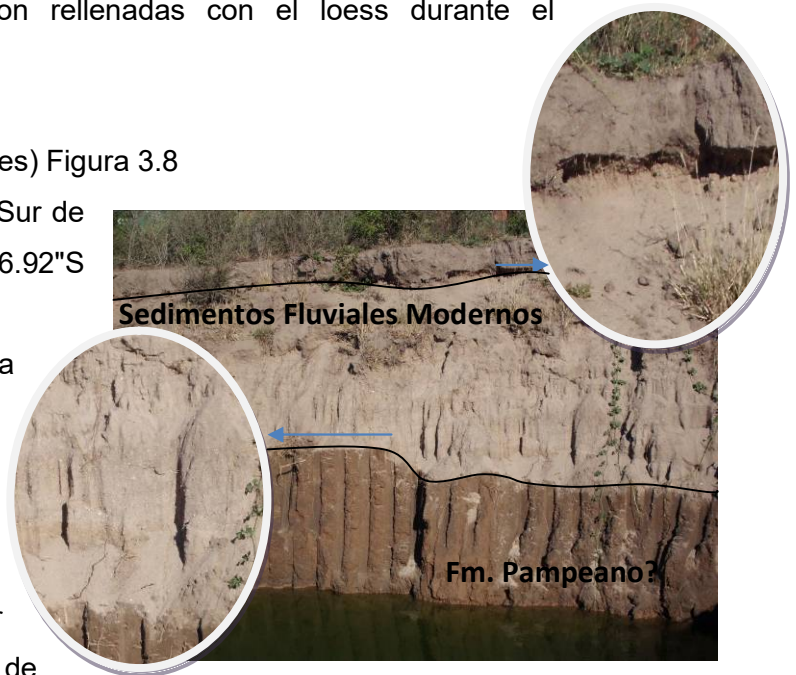 on rellenadas con el loess durante el
es) Figura 3.8
Sur de
6.92"S
Sedimentos Fluviales Modernos
a
Fm. Pampeano?
de